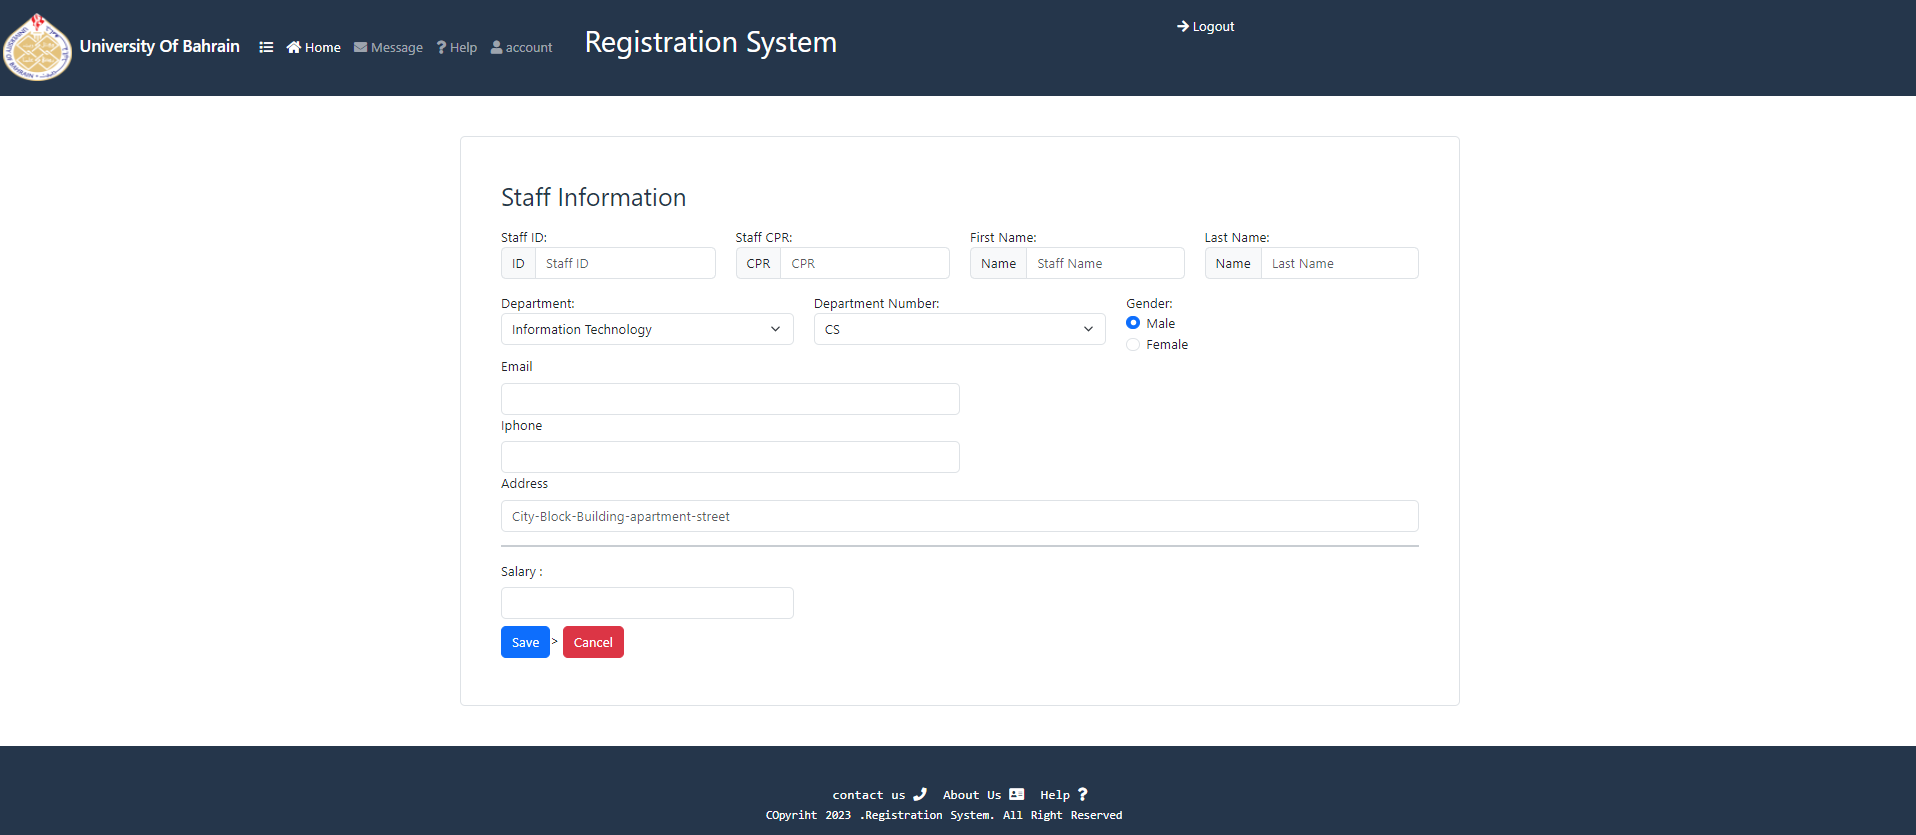 University Of Bahrain Home Message Help account Registration System Logout
Staff Information
Staff ID: Staff CPR: First Name: Last Name:
ID Staff ID CPR CPR Name Staff Name Name Last Name
Department: Department Number: Gender:
Information Technology CS Male
Female
Email
Iphone
Address
City-Block-Building-apartment-street
Salary :
Save > Cancel
contact us About Us Help
COpyriht 2023 .Registration System. All Right Reserved